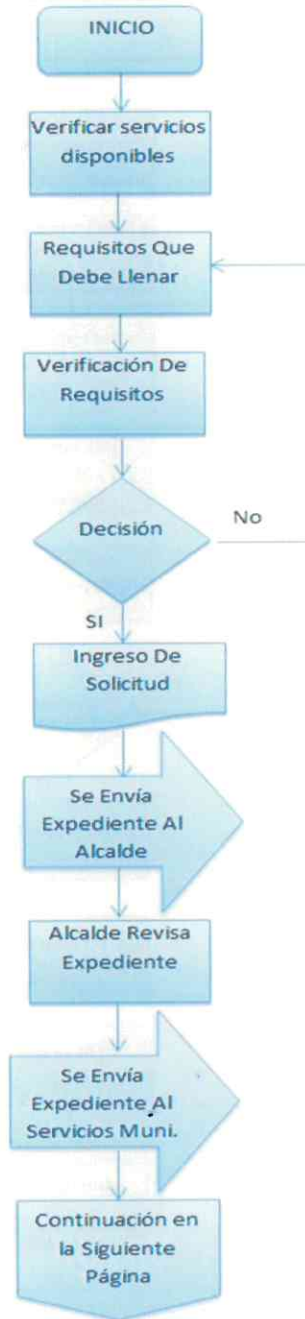 INICIO
Verificar servicios
disponibles
Requisitos Que
Debe Llenar
Verificación De
Requisitos
Decisión
No
SI
Ingreso De
Solicitud
Se Envía
Expediente Al
Alcalde
Alcalde Revisa
Expediente
Se Envía
Expediente Al
Servicios Muni.
Continuación en
la Siguiente
Página